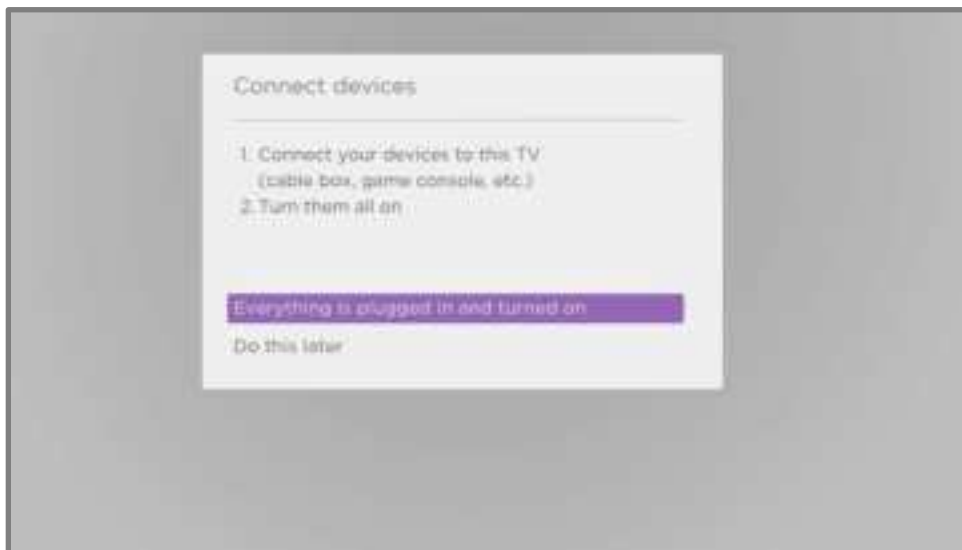 Connect devices
1. Connect your devices to this TV
(cable box, game console, etc.)
2. Turn them all on
Everything is plugged in and turned on
Do this later